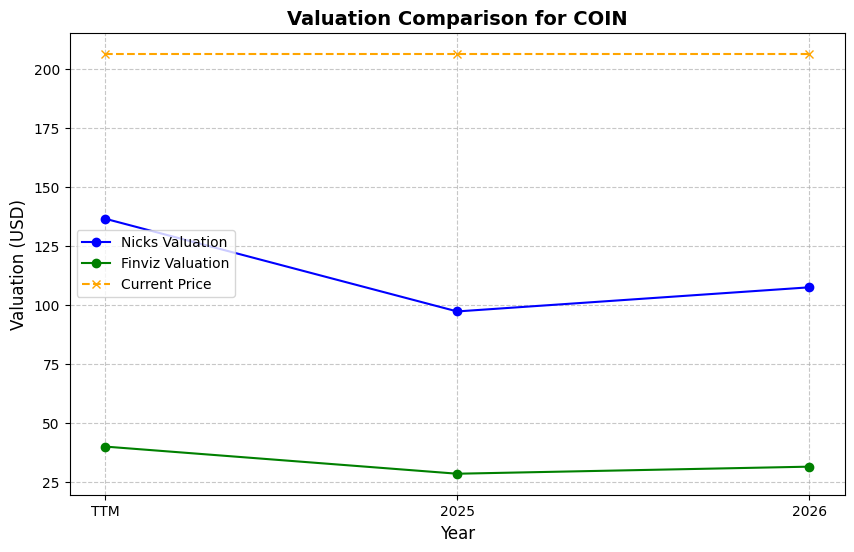 Valuation Comparison for COIN
Valuation (USD)
200
175
150
125
100
75
50
25
Nicks Valuation
Finviz Valuation
Current Price
TTM
2025
2026
Year